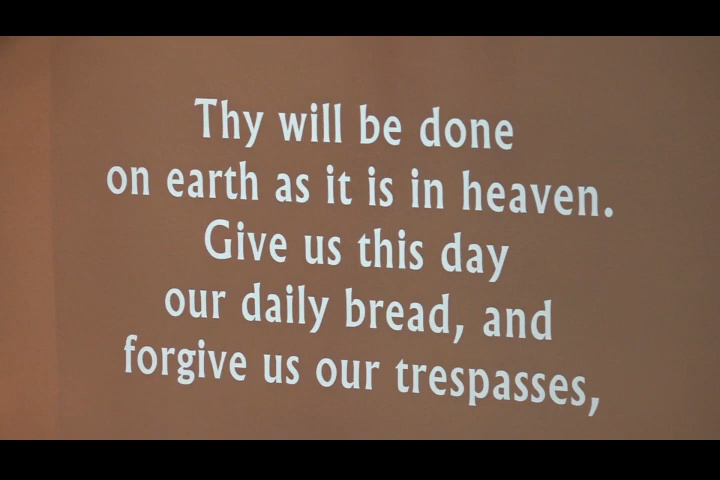 Thy will be done
on earth as it is in heaven.
Give us this day
our daily bread, and
forgive us our trespasses,